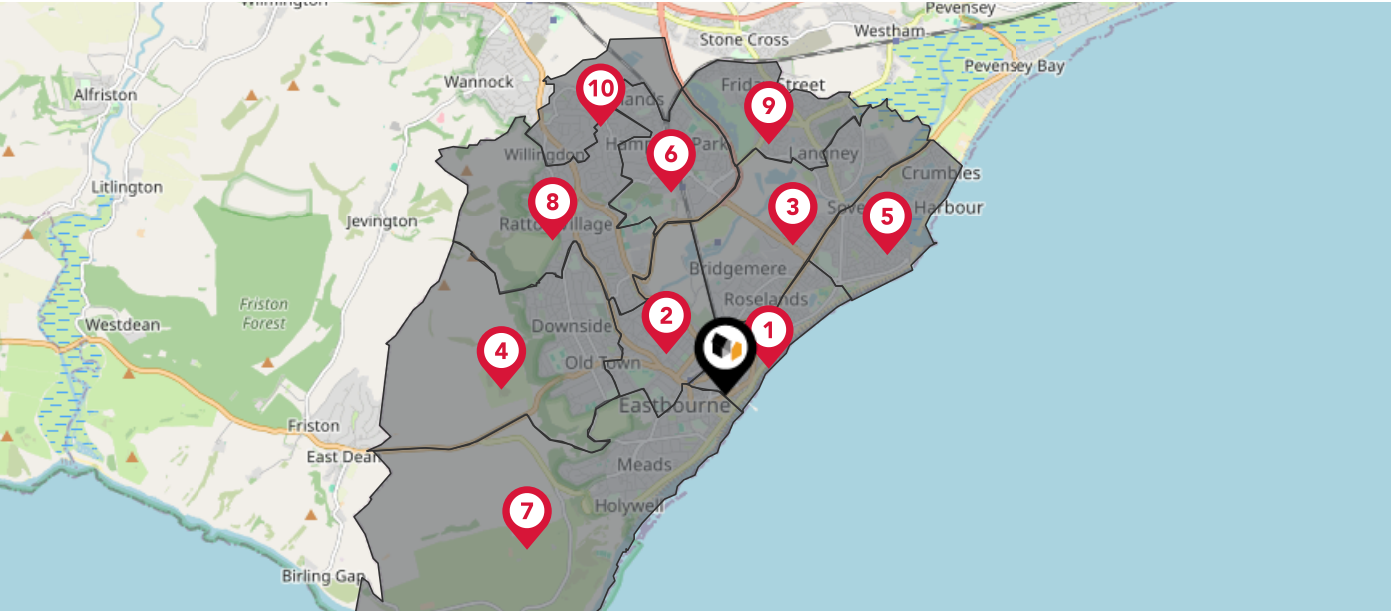 Wilmington
Pevensey
Stone Cross
Westham
Pevensey Bay
Wannock
Alfriston
10
lands
Friday Street
9
Hampden Park
6
Langney
Willingdon
Litlington
Crumbles
8
Ratton Village
3
Sovereign Harbour
5
Jevington
Bridgemere
Friston
Forest
Roselands
Westdean
Downside
2
1
4
Old Town
Eastbourne
Friston
East Dean
Meads
7
Holywell
Birling Gap